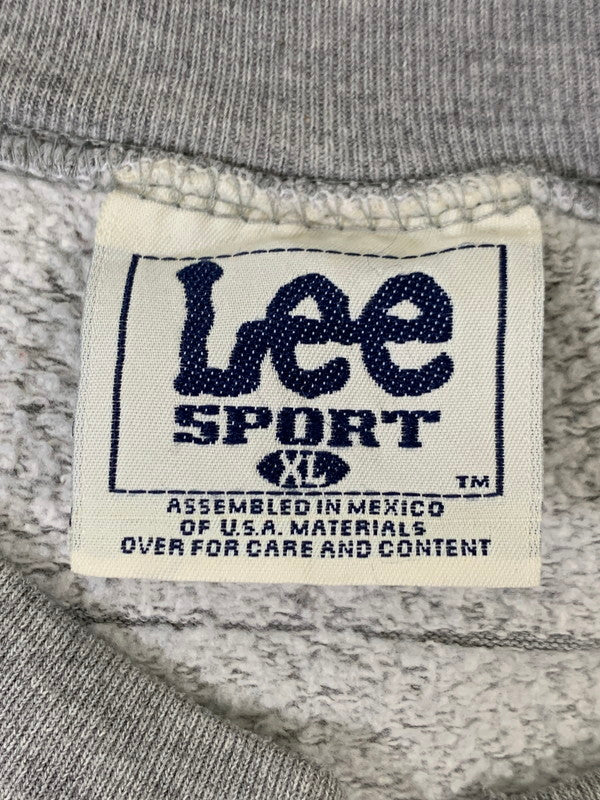 Lee
SPORT
XL
TM
ASSEMBLED IN MEXICO
OF U.S.A. MATERIALS
OVER FOR CARE AND CONTENT